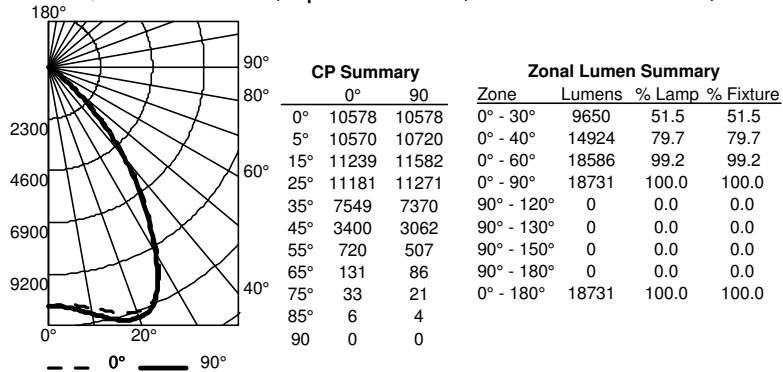 180°
90°
80°
60°
40°
2300
4600
6900
9200
0° 20°
0° 90°
CP Summary
0° 90
0° 10578 10578
5° 10570 10720
15° 11239 11582
25° 11181 11271
35° 7549 7370
45° 3400 3062
55° 720 507
65° 131 86
75° 33 21
85° 6 4
90 0 0
Zonal Lumen Summary
Zone Lumens % Lamp % Fixture
0° - 30° 9650 51.5 51.5
0° - 40° 14924 79.7 79.7
0° - 60° 18586 99.2 99.2
0° - 90° 18731 100.0 100.0
90° - 120° 0 0.0 0.0
90° - 130° 0 0.0 0.0
90° - 150° 0 0.0 0.0
90° - 180° 0 0.0 0.0
0° - 180° 18731 100.0 100.0